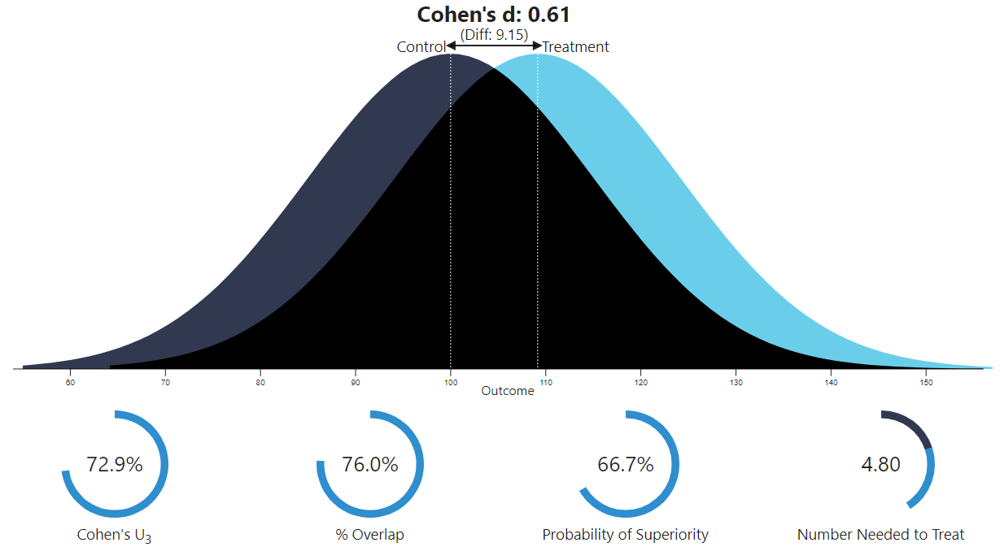 Cohen's d: 0.61
(Diff: 9.15)
Control Treatment
60 70 80 90 100 110 120 130 140 150
Outcome
72.9% 76.0% 66.7% 4.80
Cohen's U3 % Overlap Probability of Superiority Number Needed to Treat